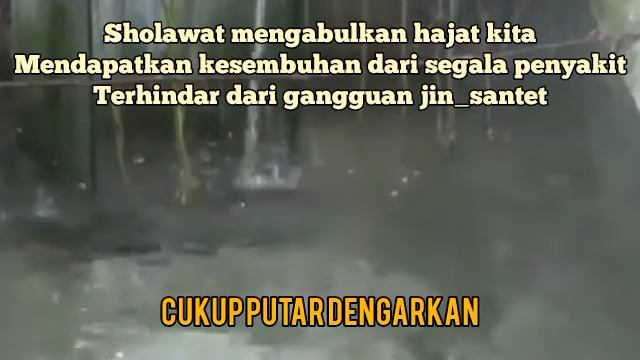 Sholawat mengabulkan hajat kita
Mendapatkan kesembuhan dari segala penyakit
Terhindar dari gangguan jin_santet
CUKUP PUTAR DENGARKAN